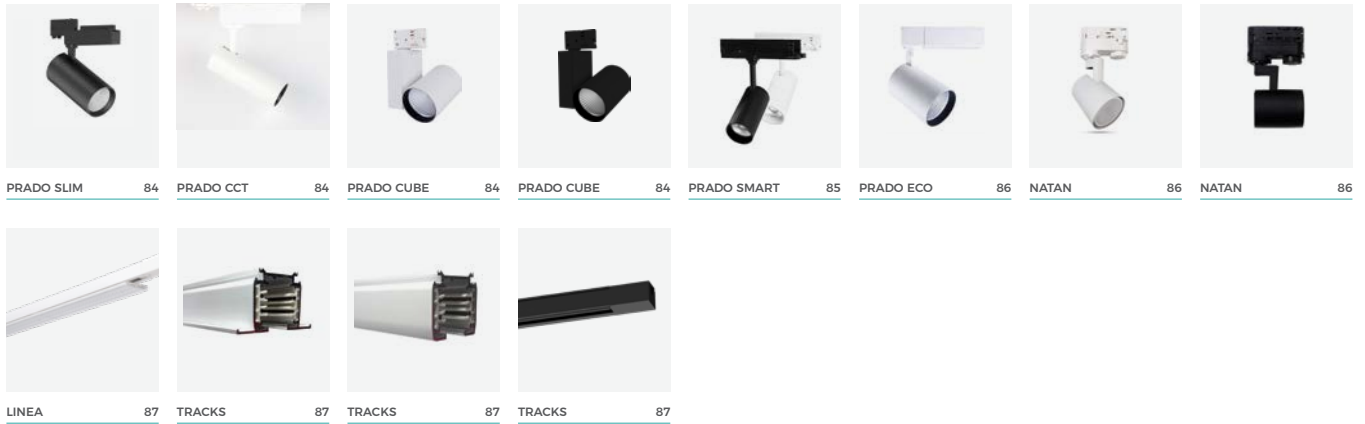 PRADO SLIM 84 PRADO CCT 84 PRADO CUBE 84 PRADO CUBE 84 PRADO SMART 85 PRADO ECO 86 NATAN 86 NATAN 86
LINEA 87 TRACKS 87 TRACKS 87 TRACKS 87